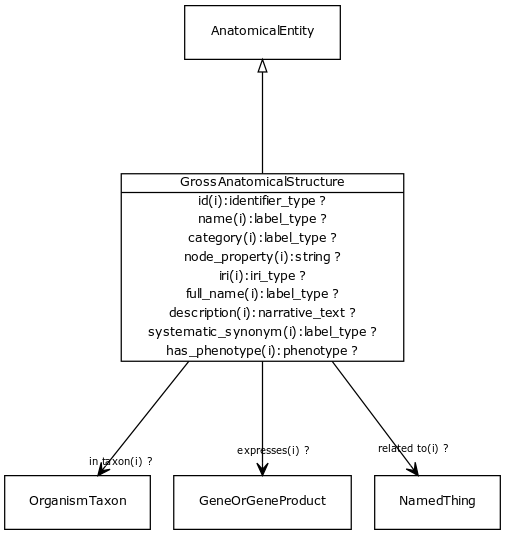 AnatomicalEntity
GrossAnatomicalStructure
id(i):identifier_type ?
name(i):label_type ?
category(i):label_type ?
node_property(i):string ?
iri(i):iri_type ?
full_name(i):label_type ?
description(i):narrative_text ?
systematic_synonym(i):label_type ?
has_phenotype(i):phenotype ?
in taxon(i) ?
expresses(i) ?
related to(i) ?
OrganismTaxon
GeneOrGeneProduct
NamedThing